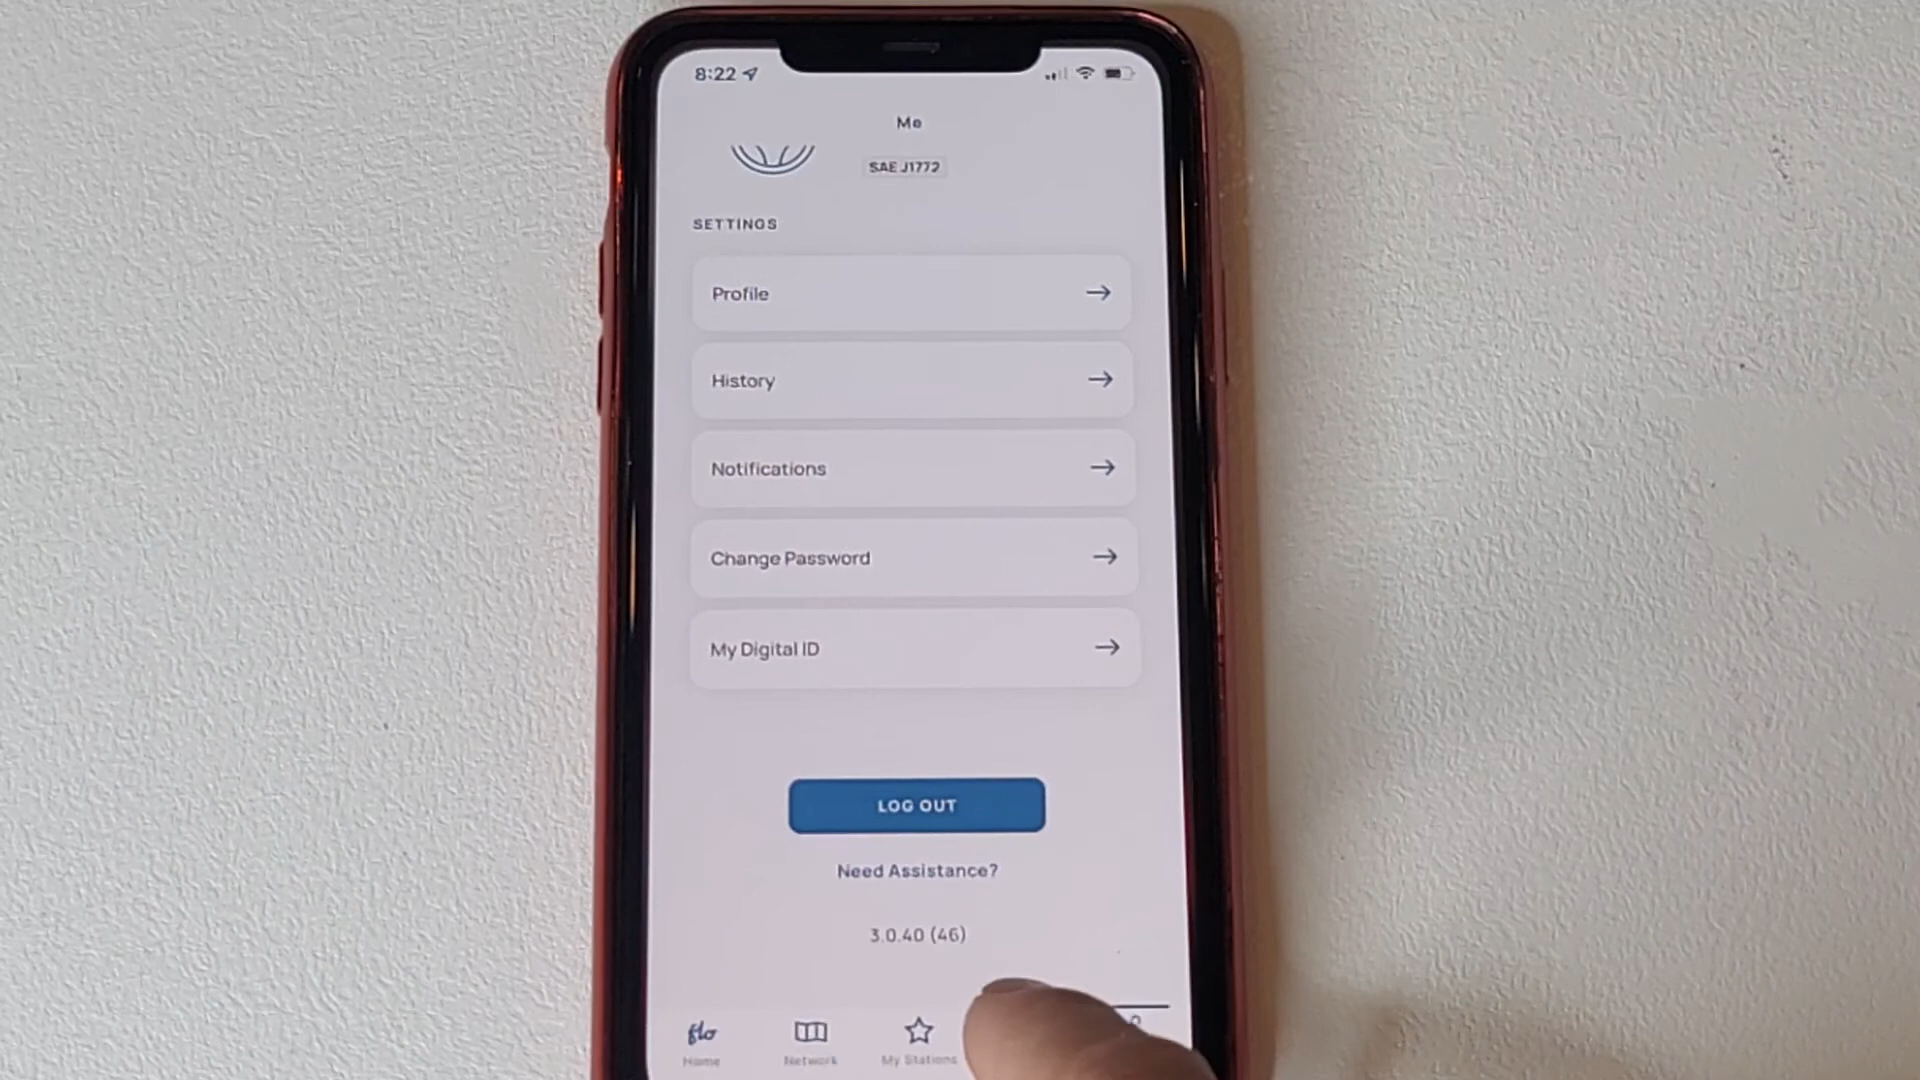 8:22
Me
SAE J1772
SETTINGS
Profile
History
Notifications
Change Password
My Digital ID
LOG OUT
Need Assistance?
3.0.40 (46)
flo
Home
Network
My Stations